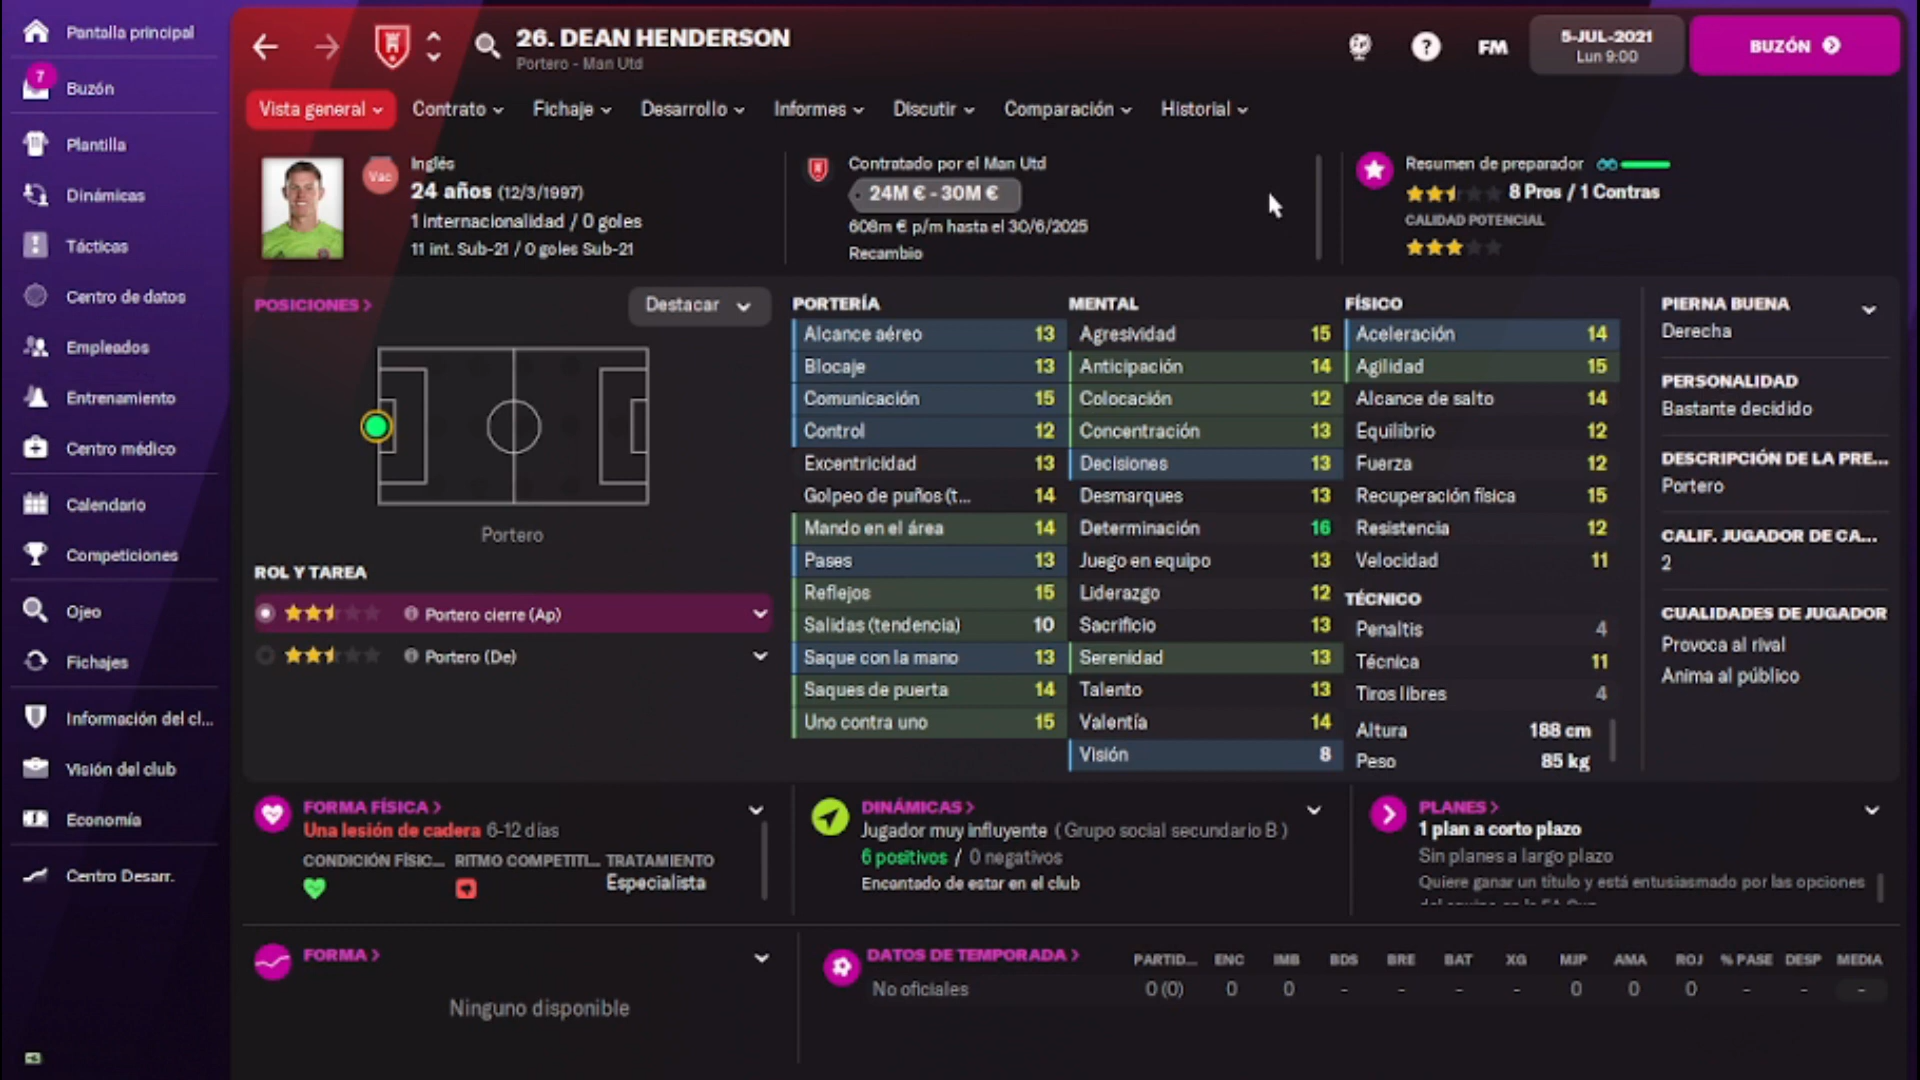 Pantalla principal
7
Buzón
Plantilla
Dinámicas
Tácticas
Centro de datos
Empleados
Entrenamiento
Centro médico
Calendario
Competiciones
Ojeo
Fichajes
Información del cl...
Visión del club
Economía
Centro Desarr.
26. DEAN HENDERSON
Portero - Man Utd
?
FM
5-JUL-2021
Lun 9:00
BUZÓN
Vista general
Contrato
Fichaje
Desarrollo
Informes
Discutir
Comparación
Historial
Vac
Inglés
24 años (12/3/1997)
1 internacionalidad / 0 goles
11 int. Sub-21 / 0 goles Sub-21
Contratado por el Man Utd
24M € - 30M €
608m € p/m hasta el 30/6/2025
Recambio
Resumen de preparador
8 Pros / 1 Contras
CALIDAD POTENCIAL
POSICIONES >
Destacar
Portero
ROL Y TAREA
Portero cierre (Ap)
Portero (De)
PORTERÍA
Alcance aéreo 13
Blocaje 13
Comunicación 15
Control 12
Excentricidad 13
Golpeo de puños (t... 14
Mando en el área 14
Pases 13
Reflejos 15
Salidas (tendencia) 10
Saque con la mano 13
Saques de puerta 14
Uno contra uno 15
MENTAL
Agresividad 15
Anticipación 14
Colocación 12
Concentración 13
Decisiones 13
Desmarques 13
Determinación 16
Juego en equipo 13
Liderazgo 12
Sacrificio 13
Serenidad 13
Talento 13
Valentía 14
Visión 8
FÍSICO
Aceleración 14
Agilidad 15
Alcance de salto 14
Equilibrio 12
Fuerza 12
Recuperación física 15
Resistencia 12
Velocidad 11
TÉCNICO
Penaltis 4
Técnica 11
Tiros libres 4
Altura 188 cm
Peso 85 kg
PIERNA BUENA
Derecha
PERSONALIDAD
Bastante decidido
DESCRIPCIÓN DE LA PRE...
Portero
CALIF. JUGADOR DE CA...
2
CUALIDADES DE JUGADOR
Provoca al rival
Anima al público
FORMA FÍSICA >
Una lesión de cadera 6-12 días
CONDICIÓN FÍSIC... RITMO COMPETITI... TRATAMIENTO
Especialista
DINÁMICAS >
Jugador muy influyente ( Grupo social secundario B )
6 positivos / 0 negativos
Encantado de estar en el club
PLANES >
1 plan a corto plazo
Sin planes a largo plazo
Quiere ganar un título y está entusiasmado por las opciones
FORMA >
Ninguno disponible
DATOS DE TEMPORADA > PARTID... ENC IMB BDS BRE BAT XG MJP AMA ROJ % PASE DESP MEDIA
No oficiales 0 (0) 0 0 - - - - 0 0 0 - - -